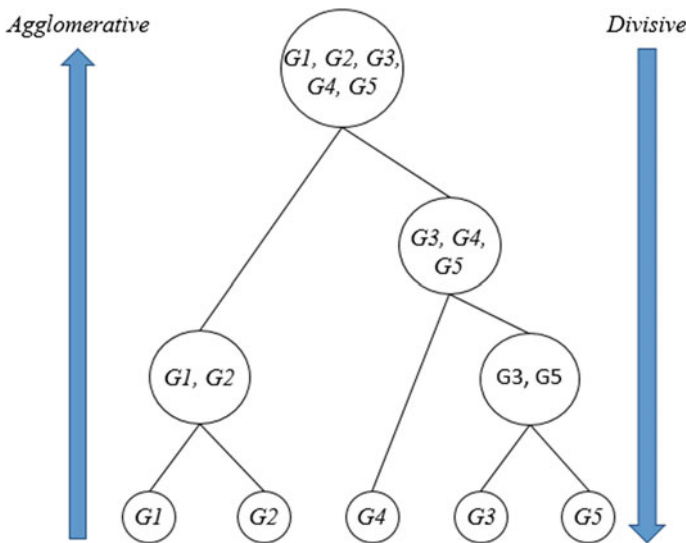 Agglomerative
Divisive
G1, G2, G3,
G4, G5
G3, G4,
G5
G1, G2
G3, G5
G1
G2
G4
G3
G5